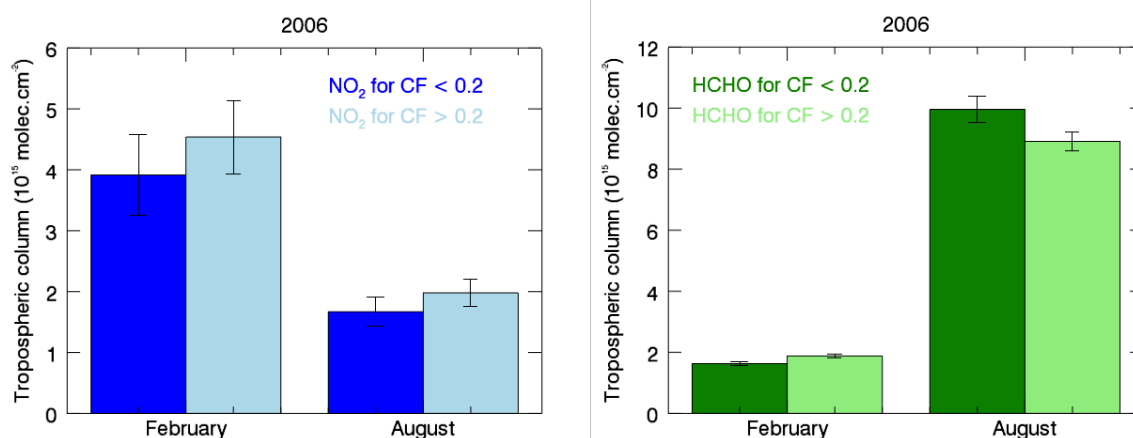 2006
NO₂ for CF < 0.2
NO₂ for CF > 0.2
Tropospheric column (10¹⁵ molec.cm⁻²)
6
5
4
3
2
1
0
February August
2006
HCHO for CF < 0.2
HCHO for CF > 0.2
Tropospheric column (10¹⁵ molec.cm⁻²)
12
10
8
6
4
2
0
February August